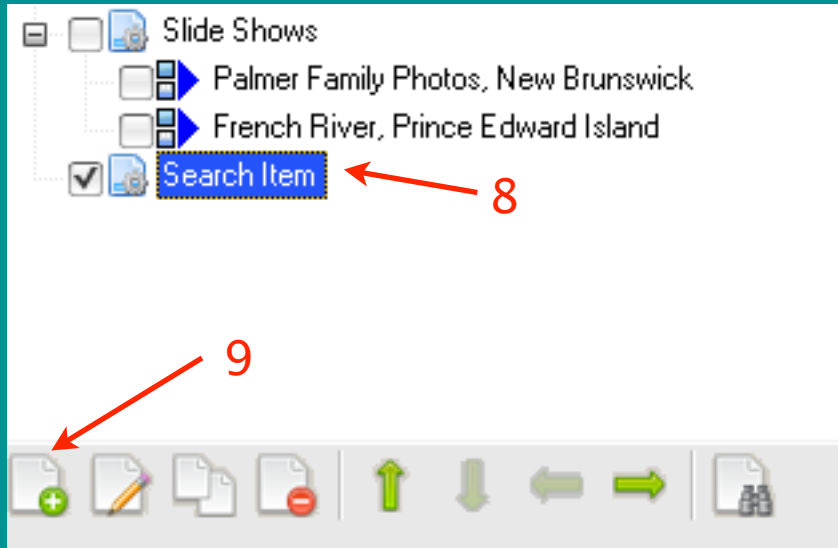 Slide Shows
Palmer Family Photos, New Brunswick
French River, Prince Edward Island
Search Item
8
9